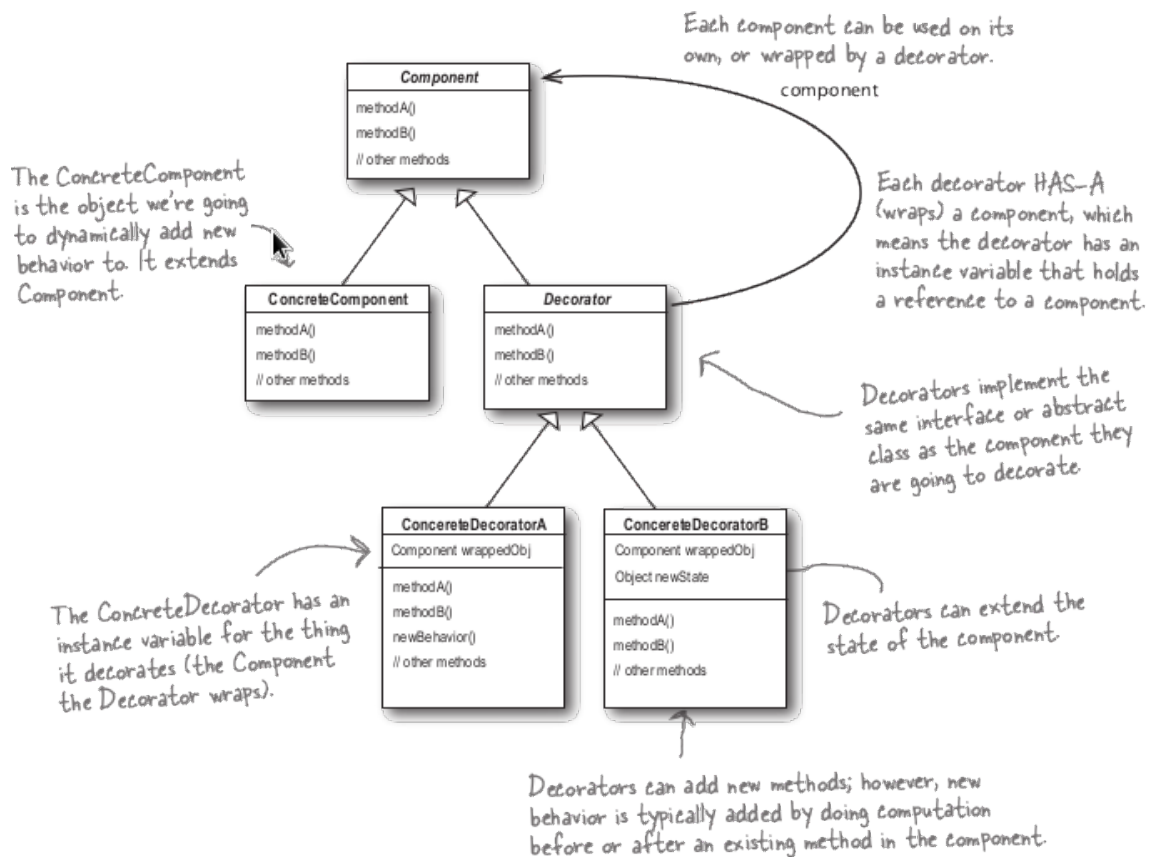 Each component can be used on its
own, or wrapped by a decorator.
component
Component
methodA()
methodB()
// other methods
The ConcreteComponent
is the object we're going
to dynamically add new
behavior to. It extends
Component.
Each decorator HAS-A
(wraps) a component, which
means the decorator has an
instance variable that holds
a reference to a component.
ConcreteComponent
methodA()
methodB()
// other methods
Decorator
methodA()
methodB()
// other methods
Decorators implement the
same interface or abstract
class as the component they
are going to decorate
ConcereteDecoratorA
Component wrappedObj
methodA()
methodB()
newBehavior()
// other methods
ConcereteDecoratorB
Component wrappedObj
Object newState
methodA()
methodB()
// other methods
The ConcreteDecorator has an
instance variable for the thing
it decorates (the Component
the Decorator wraps).
Decorators can extend the
state of the component.
Decorators can add new methods; however, new
behavior is typically added by doing computation
before or after an existing method in the component.